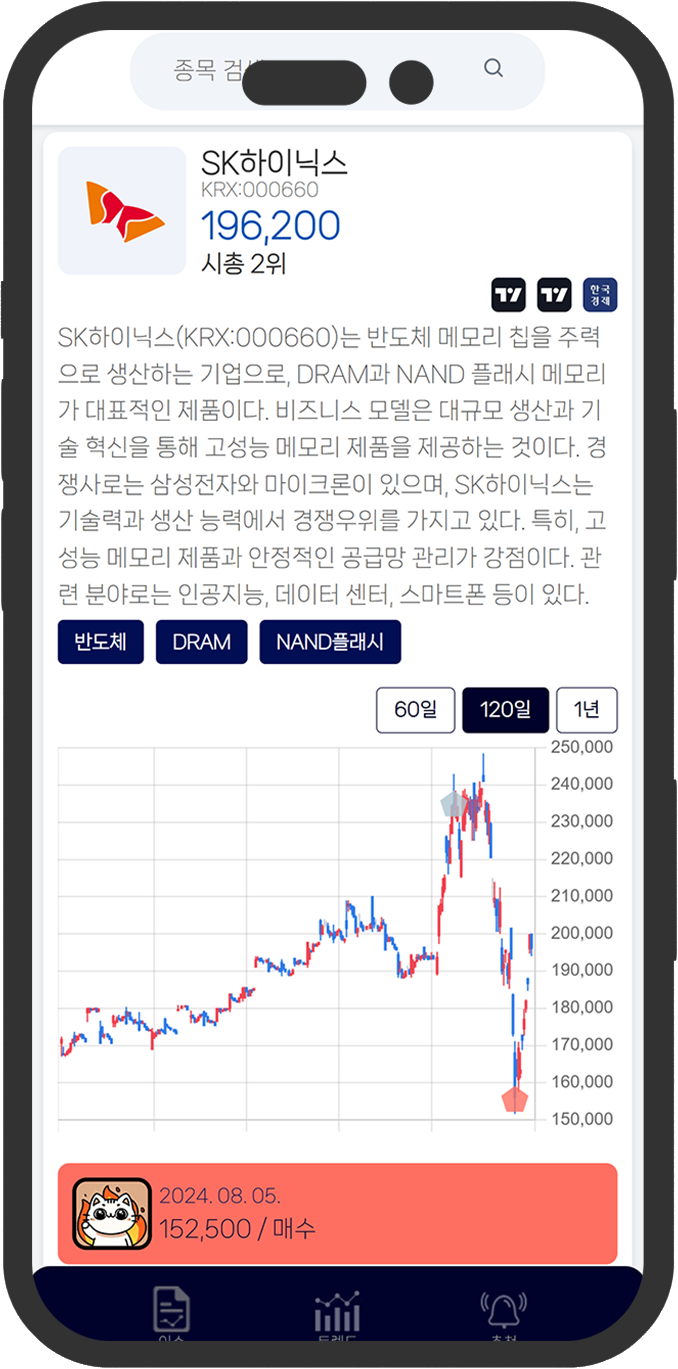 종목 검
SK하이닉스
KRX:000660
196,200
시총 2위
한국
경제
SK하이닉스(KRX:000660)는 반도체 메모리 칩을 주력
으로 생산하는 기업으로, DRAM과 NAND 플래시 메모리
가 대표적인 제품이다. 비즈니스 모델은 대규모 생산과 기
술 혁신을 통해 고성능 메모리 제품을 제공하는 것이다. 경
쟁사로는 삼성전자와 마이크론이 있으며, SK하이닉스는
기술력과 생산 능력에서 경쟁우위를 가지고 있다. 특히, 고
성능 메모리 제품과 안정적인 공급망 관리가 강점이다. 관
련 분야로는 인공지능, 데이터 센터, 스마트폰 등이 있다.
반도체 DRAM NAND플래시
60일 120일 1년
250,000
240,000
230,000
220,000
210,000
200,000
190,000
180,000
170,000
160,000
150,000
2024. 08. 05.
152,500 / 매수